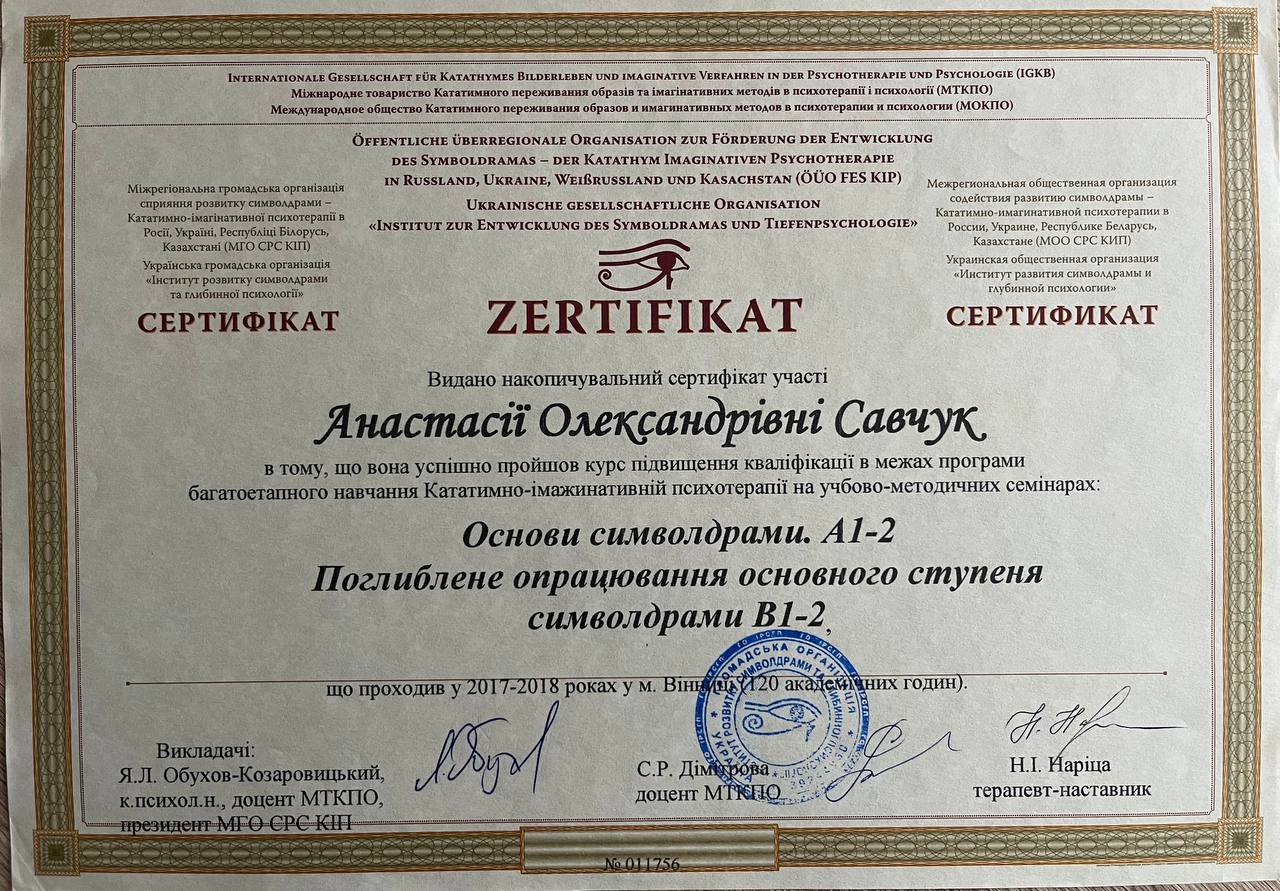 Internationale Gesellschaft für Katathymes Bilderleben und imaginative Verfahren in der Psychotherapie und Psychologie (IGKB)
Міжнародне товариство Кататимного переживання образів та імагінативних методів в психотерапії і психології (МТКПО)
Международное общество Кататимного переживания образов и имагинативных методов в психотерапии и психологии (МОКПО)
Öffentliche überregionale Organisation zur Förderung der Entwicklung
des Symboldramas – der Katathym Imaginativen Psychotherapie
in Russland, Ukraine, Weißrussland und Kasachstan (ÖÜO FES KIP)
Ukrainische gesellschaftliche Organisation
«Institut zur Entwicklung des Symboldramas und Tiefenpsychologie»
ZERTIFIKAT
Міжрегіональна громадська організація
сприяння розвитку символдрами –
Кататимно-імагінативної психотерапії в
Росії, Україні, Республіці Білорусь,
Казахстані (МГО СРС КІП)
Українська громадська організація
«Інститут розвитку символдрами
та глибинної психології»
СЕРТИФІКАТ
Межрегиональная общественная организация
содействия развитию символдрамы –
Кататимно-имагинативной психотерапии в
России, Украине, Республике Беларусь,
Казахстане (МОО СРС КИП)
Украинская общественная организация
«Институт развития символдрамы и
глубинной психологии»
СЕРТИФИКАТ
Видано накопичувальний сертифікат участі
Анастасії Олександрівні Савчук
в тому, що вона успішно пройшов курс підвищення кваліфікації в межах програми
багатоетапного навчання Кататимно-імажинативній психотерапії на учбово-методичних семінарах:
Основи символдрами. А1-2
Поглиблене опрацювання основного ступеня
символдрами В1-2,
що проходив у 2017-2018 роках у м. Вінниці (120 академічних годин).
Викладачі:
Я.Л. Обухов-Козаровицький,
к.психол.н., доцент МТКПО,
президент МГО СРС КІП
С.Р. Дімітрова
доцент МТКПО
Н.І. Наріца
терапевт-наставник
ГРОМАДСЬКА ОРГАНІЗАЦІЯ
УКРАЇНА
№ 011756